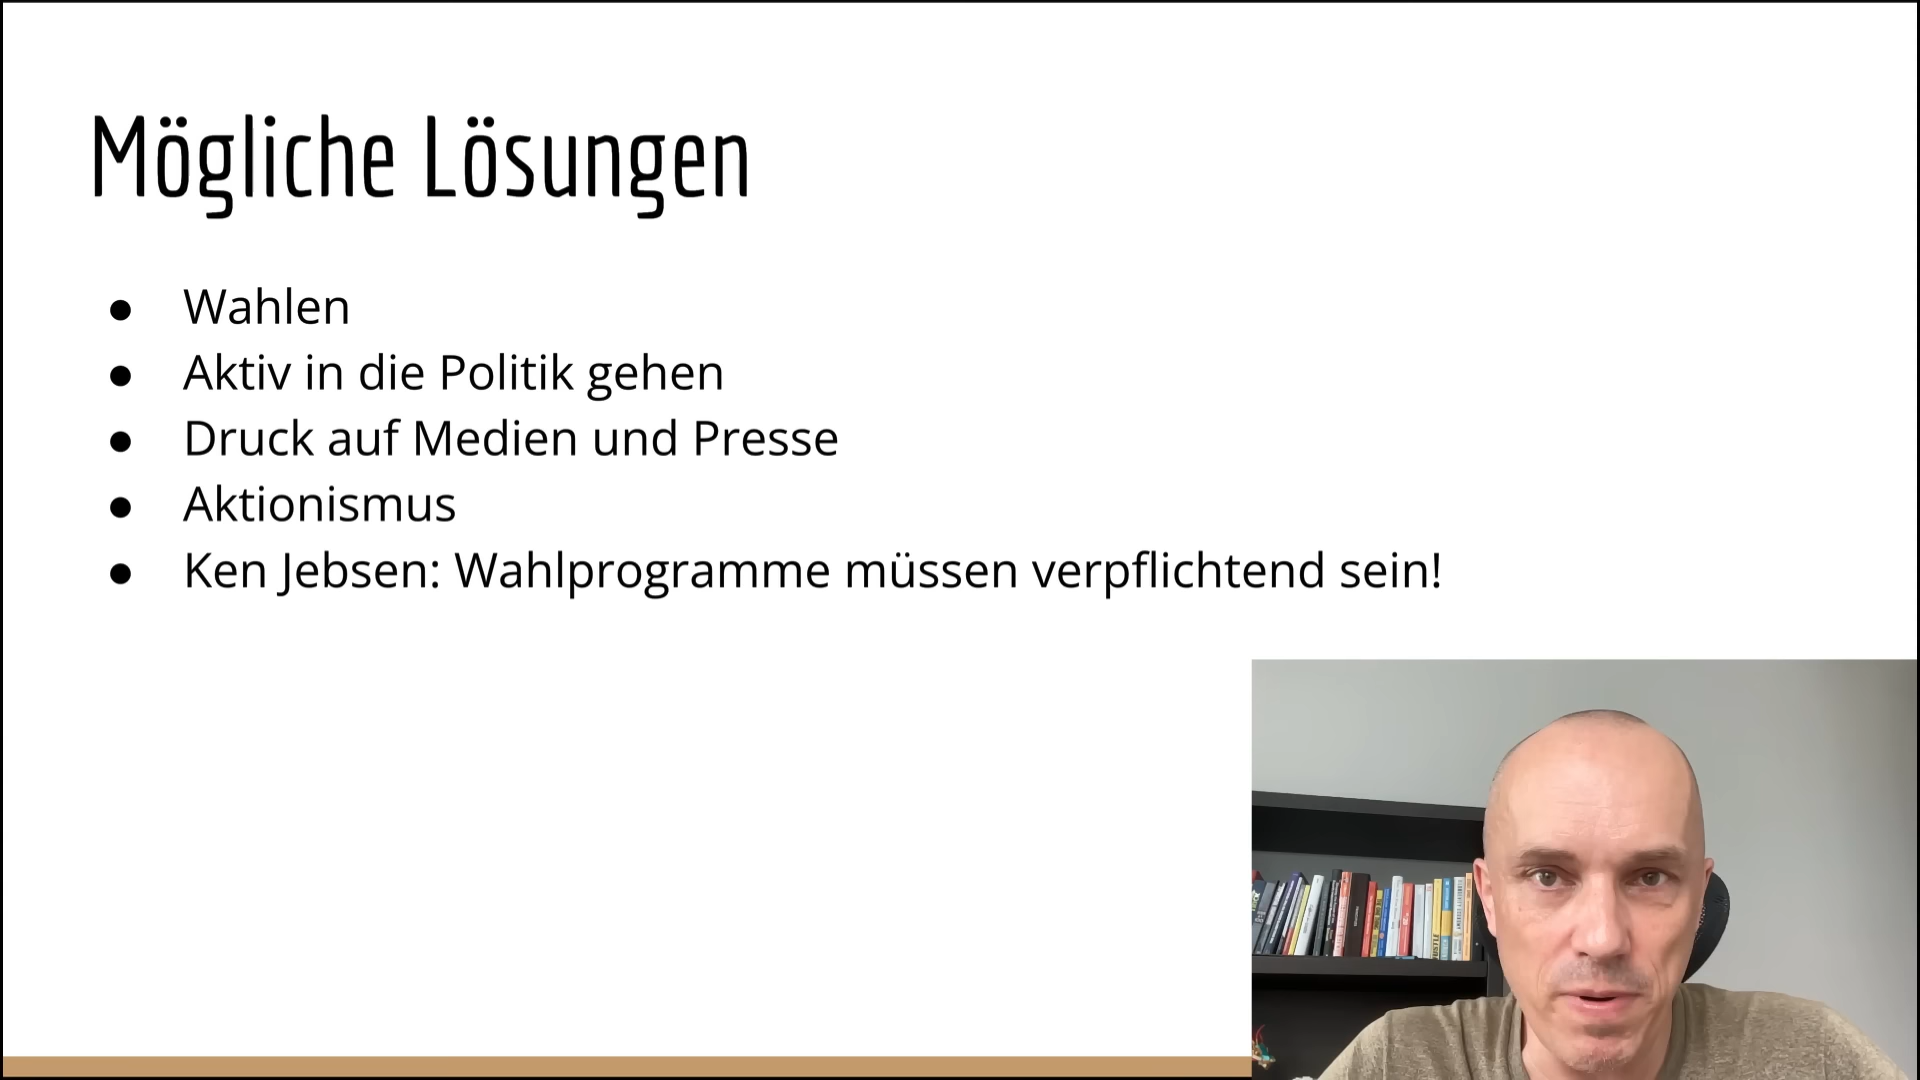 Mögliche Lösungen
● Wahlen
● Aktiv in die Politik gehen
● Druck auf Medien und Presse
● Aktionismus
● Ken Jebsen: Wahlprogramme müssen verpflichtend sein!